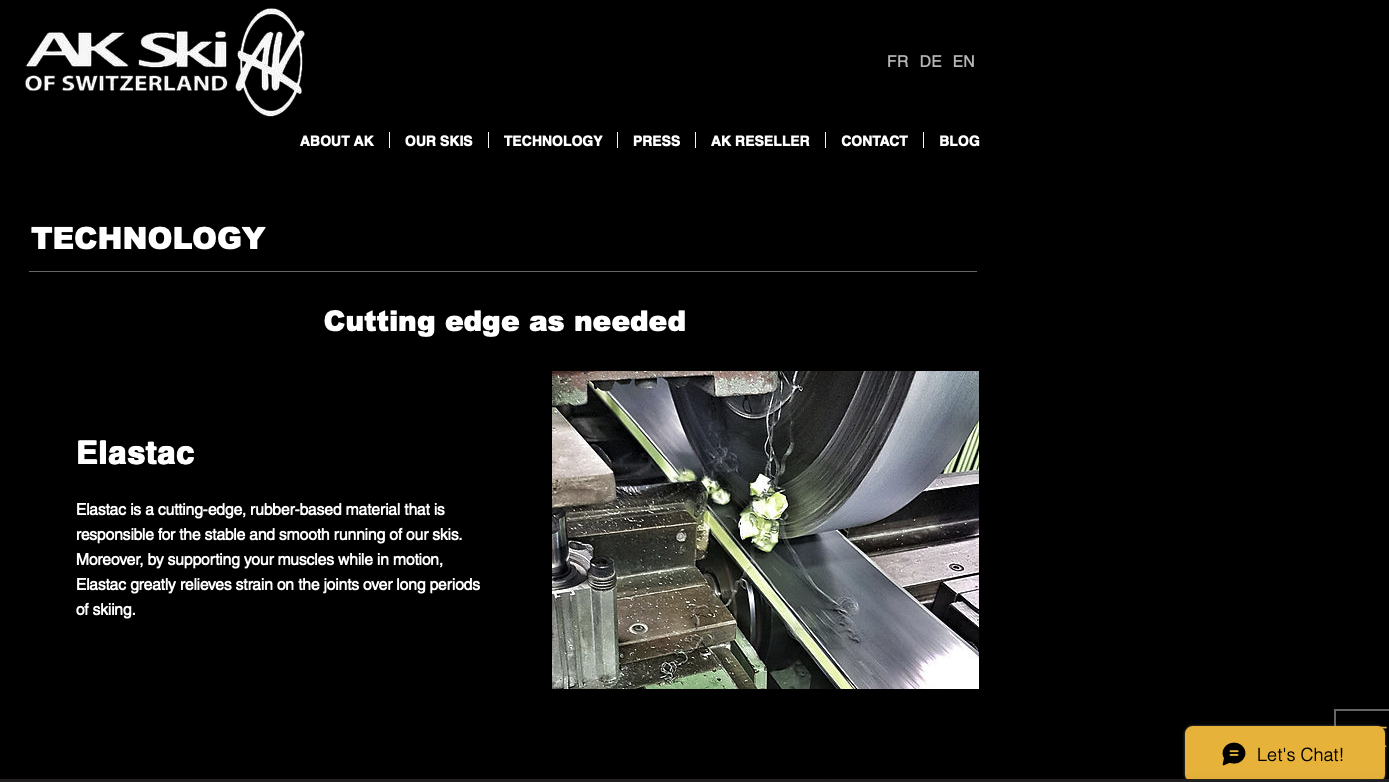 AK Ski
OF SWITZERLAND
AK
FR DE EN
ABOUT AK
OUR SKIS
TECHNOLOGY
PRESS
AK RESELLER
CONTACT
BLOG
TECHNOLOGY
Cutting edge as needed
Elastac
Elastac is a cutting-edge, rubber-based material that is
responsible for the stable and smooth running of our skis.
Moreover, by supporting your muscles while in motion,
Elastac greatly relieves strain on the joints over long periods
of skiing.
Let's Chat!